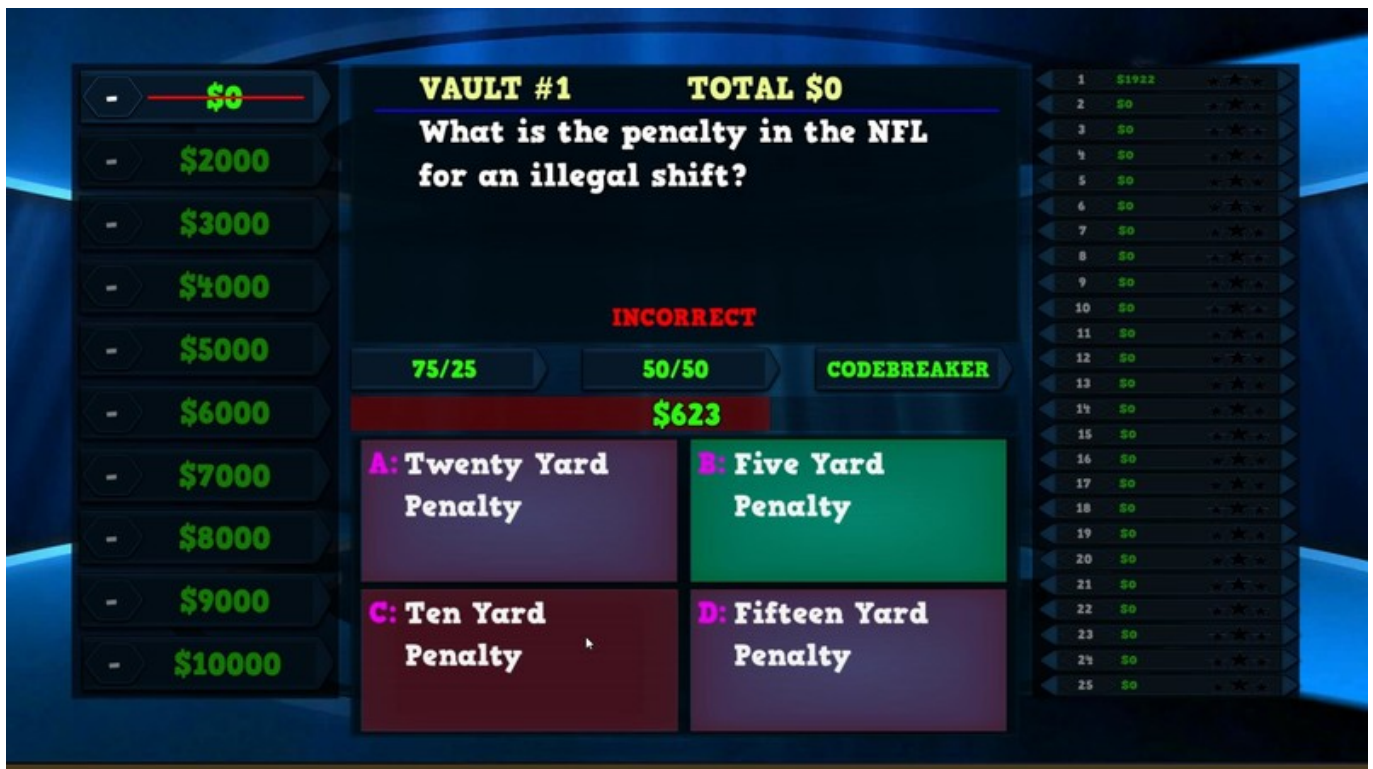 - $0
- $2000
- $3000
- $4000
- $5000
- $6000
- $7000
- $8000
- $9000
- $10000
VAULT #1 TOTAL $0
What is the penalty in the NFL
for an illegal shift?
INCORRECT
75/25 50/50 CODEBREAKER
$623
A: Twenty Yard
Penalty
B: Five Yard
Penalty
C: Ten Yard
Penalty
D: Fifteen Yard
Penalty
1 $1922
2 $0
3 $0
4 $0
5 $0
6 $0
7 $0
8 $0
9 $0
10 $0
11 $0
12 $0
13 $0
14 $0
15 $0
16 $0
17 $0
18 $0
19 $0
20 $0
21 $0
22 $0
23 $0
24 $0
25 $0